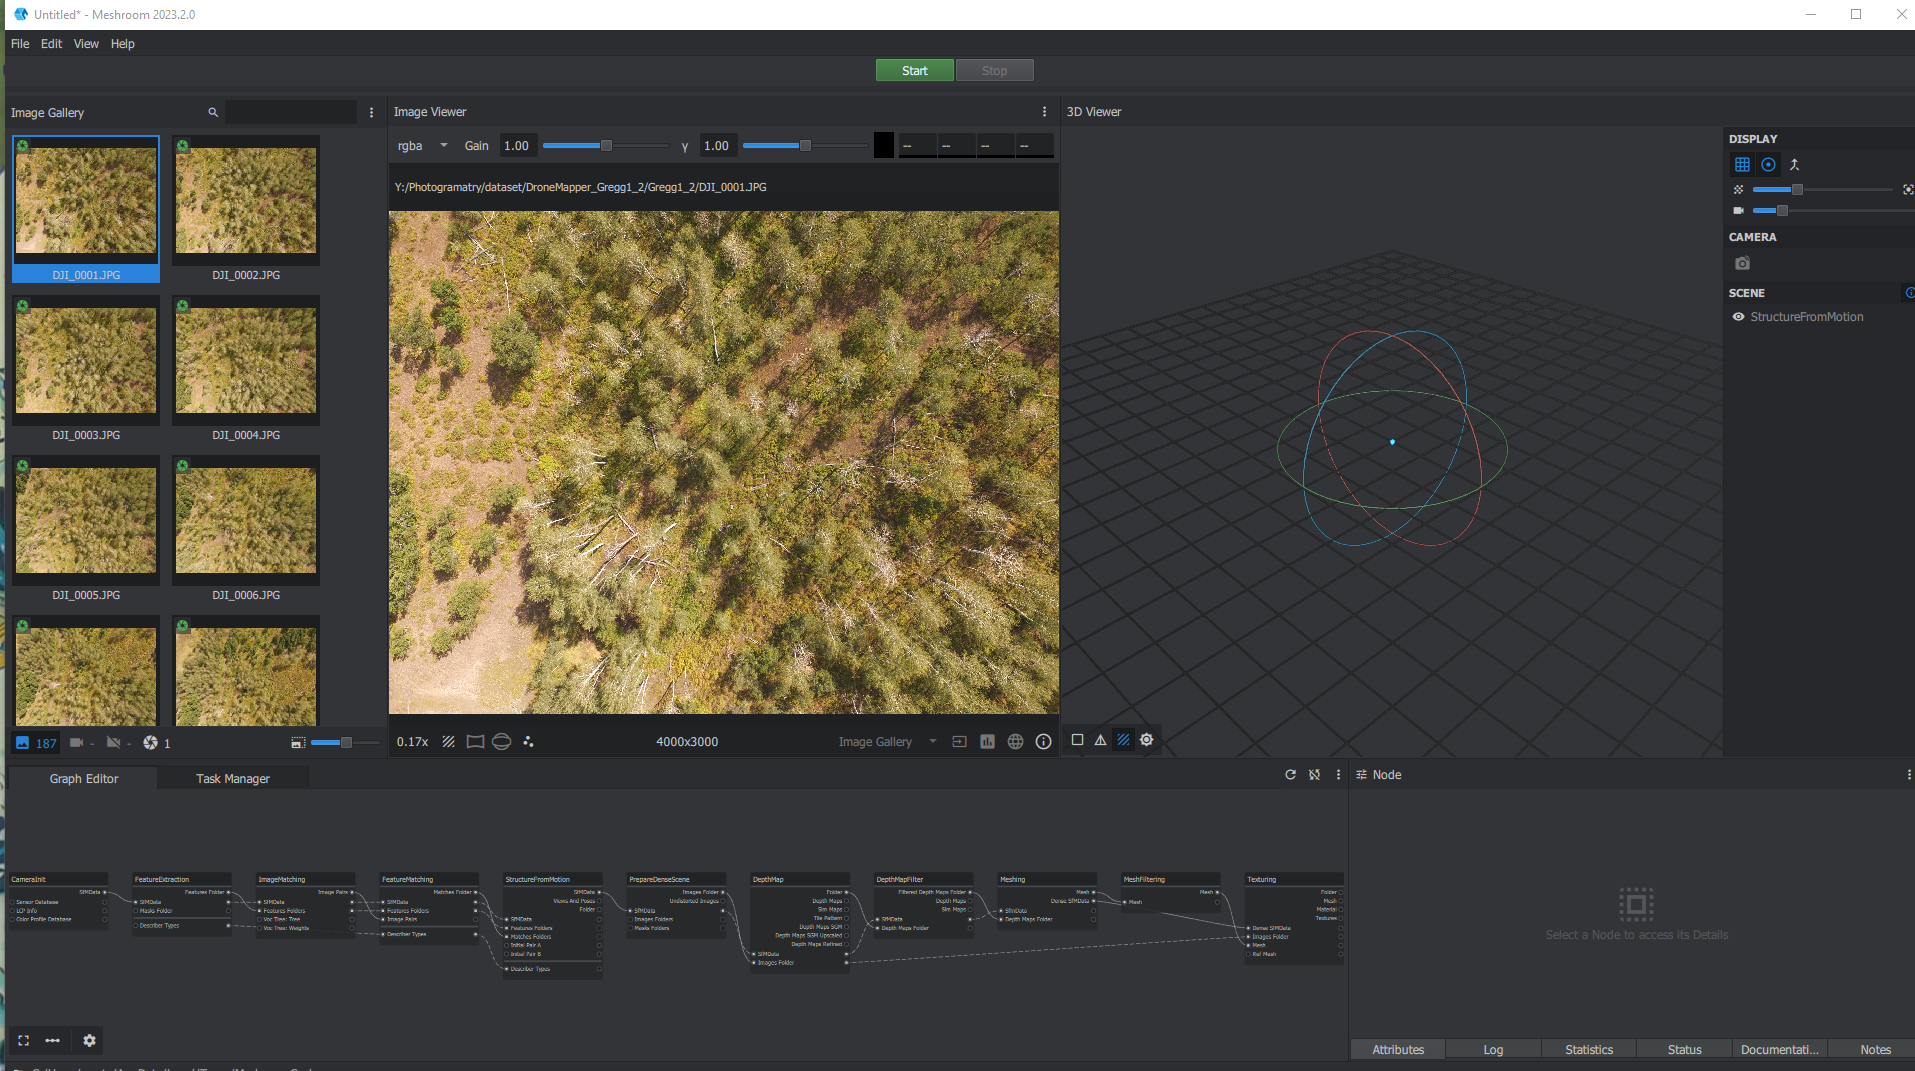 Untitled* - Meshroom 2023.2.0
File Edit View Help
Start Stop
Image Gallery
Image Viewer
3D Viewer
rgba Gain 1.00 γ 1.00 -- -- -- --
Y:/Photogramatry/dataset/DroneMapper_Gregg1_2/Gregg1_2/DJI_0001.JPG
DJI_0001.JPG DJI_0002.JPG
DJI_0003.JPG DJI_0004.JPG
DJI_0005.JPG DJI_0006.JPG
187 - - 1
0.17x 4000x3000 Image Gallery
DISPLAY
CAMERA
SCENE
StructureFromMotion
Graph Editor Task Manager
Node
CameraInit
SfMData
Sensor Database
LCP Info
Color Profile Database
FeatureExtraction
Features Folder
SfMData
Masks Folder
Describer Types
ImageMatching
Image Pairs
SfMData
Features Folders
Voc Tree: Tree
Voc Tree: Weights
FeatureMatching
Matches Folder
SfMData
Features Folders
Image Pairs
Describer Types
StructureFromMotion
SfMData
Views And Poses
Folder
SfMData
Features Folders
Matches Folders
Initial Pair A
Initial Pair B
Describer Types
PrepareDenseScene
Images Folder
Undistorted Images
SfMData
Images Folders
Masks Folders
DepthMap
Folder
Depth Maps
Sim Maps
Tile Pattern
Depth Maps SGM
Depth Maps SGM Upscaled
Depth Maps Refined
SfMData
Images Folder
DepthMapFilter
Filtered Depth Maps Folder
Depth Maps
Sim Maps
SfMData
Depth Maps Folder
Meshing
Mesh
Dense SfMData
SfMData
Depth Maps Folder
MeshFiltering
Mesh
Mesh
Texturing
Folder
Mesh
Material
Textures
Dense SfMData
Images Folder
Mesh
Ref Mesh
Select a Node to access its Details
Attributes Log Statistics Status Documentati... Notes